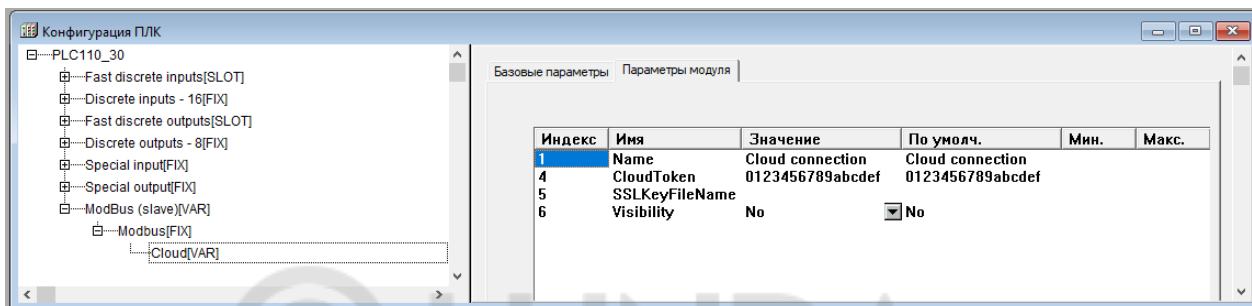 Конфигурация ПЛК
PLC110_30
Fast discrete inputs[SLOT]
Discrete inputs - 16[FIX]
Fast discrete outputs[SLOT]
Discrete outputs - 8[FIX]
Special input[FIX]
Special output[FIX]
ModBus (slave)[VAR]
Modbus[FIX]
Cloud[VAR]
Базовые параметры Параметры модуля
Индекс Имя Значение По умолч. Мин. Макс.
1 Name Cloud connection Cloud connection
4 CloudToken 0123456789abcdef 0123456789abcdef
5 SSLKeyFileName
6 Visibility No No